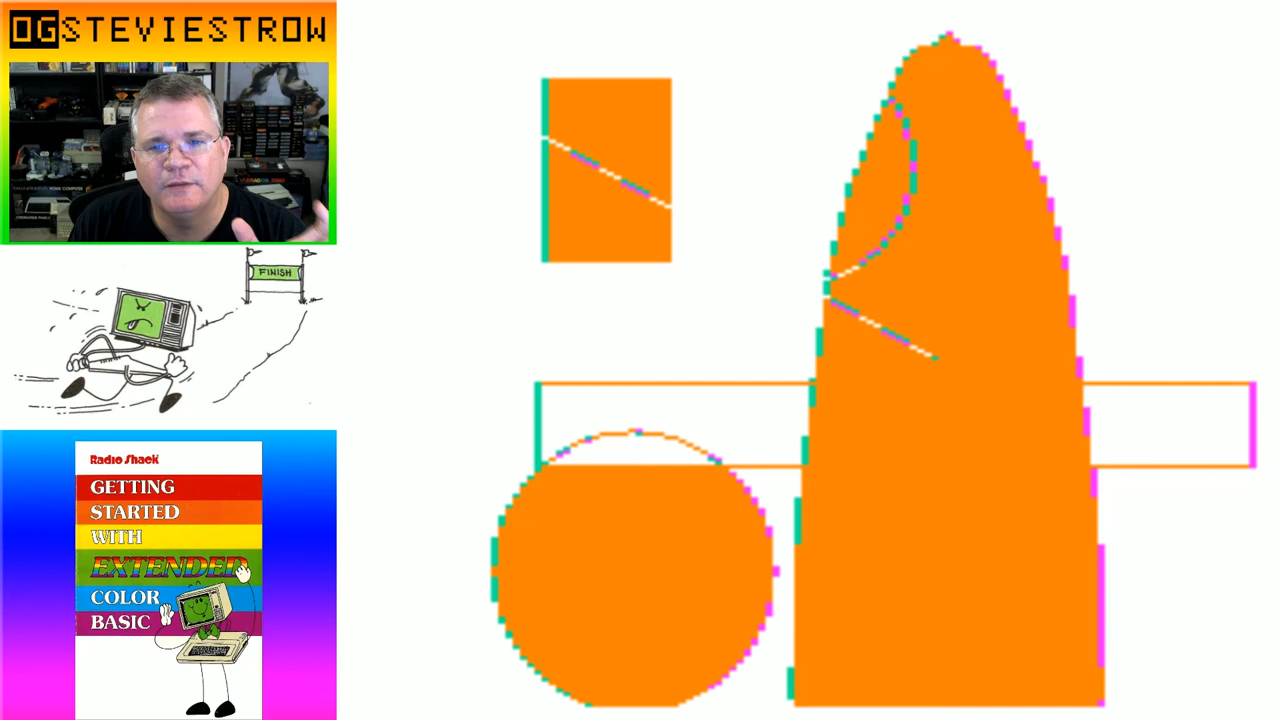 OGSTEVIESTROW
FINISH
Radio Shack
GETTING
STARTED
WITH
EXTENDED
COLOR
BASIC